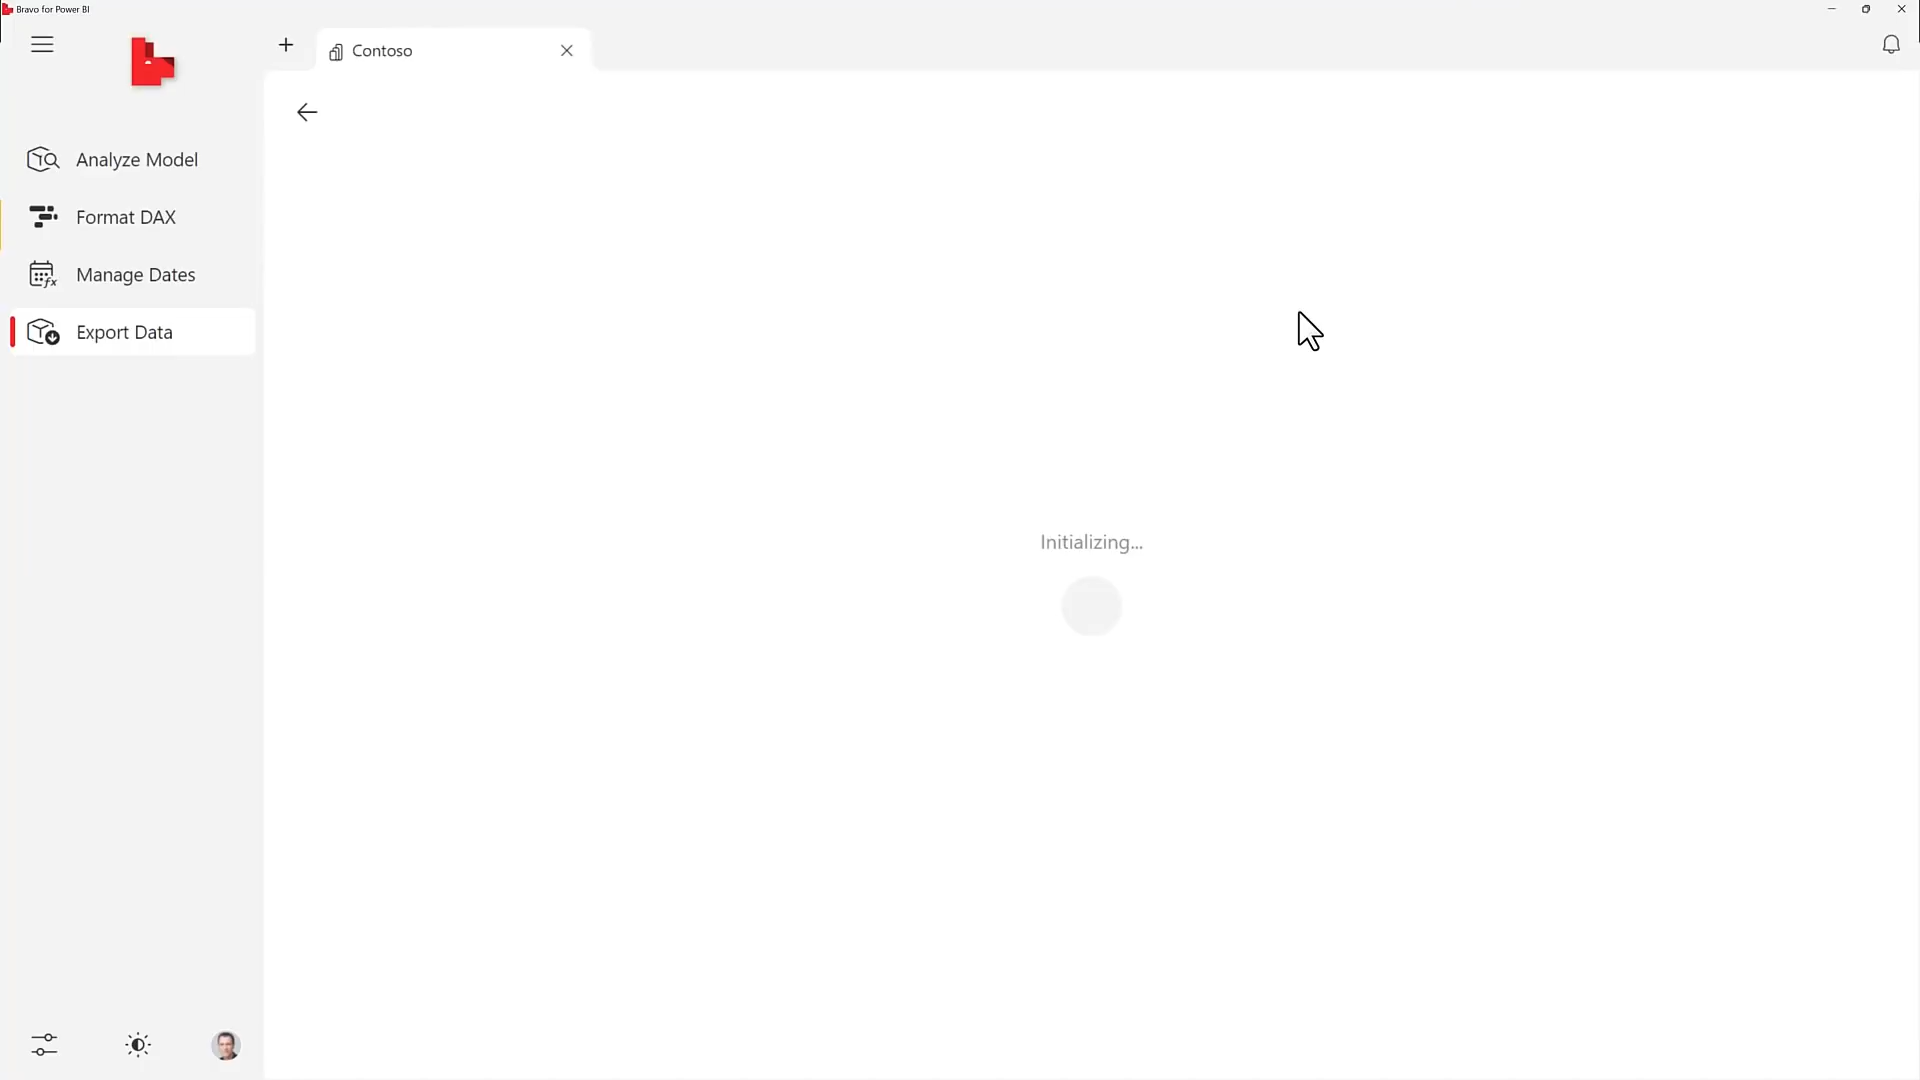 Bravo for Power BI
Contoso
Analyze Model
Format DAX
Manage Dates
Export Data
Initializing...